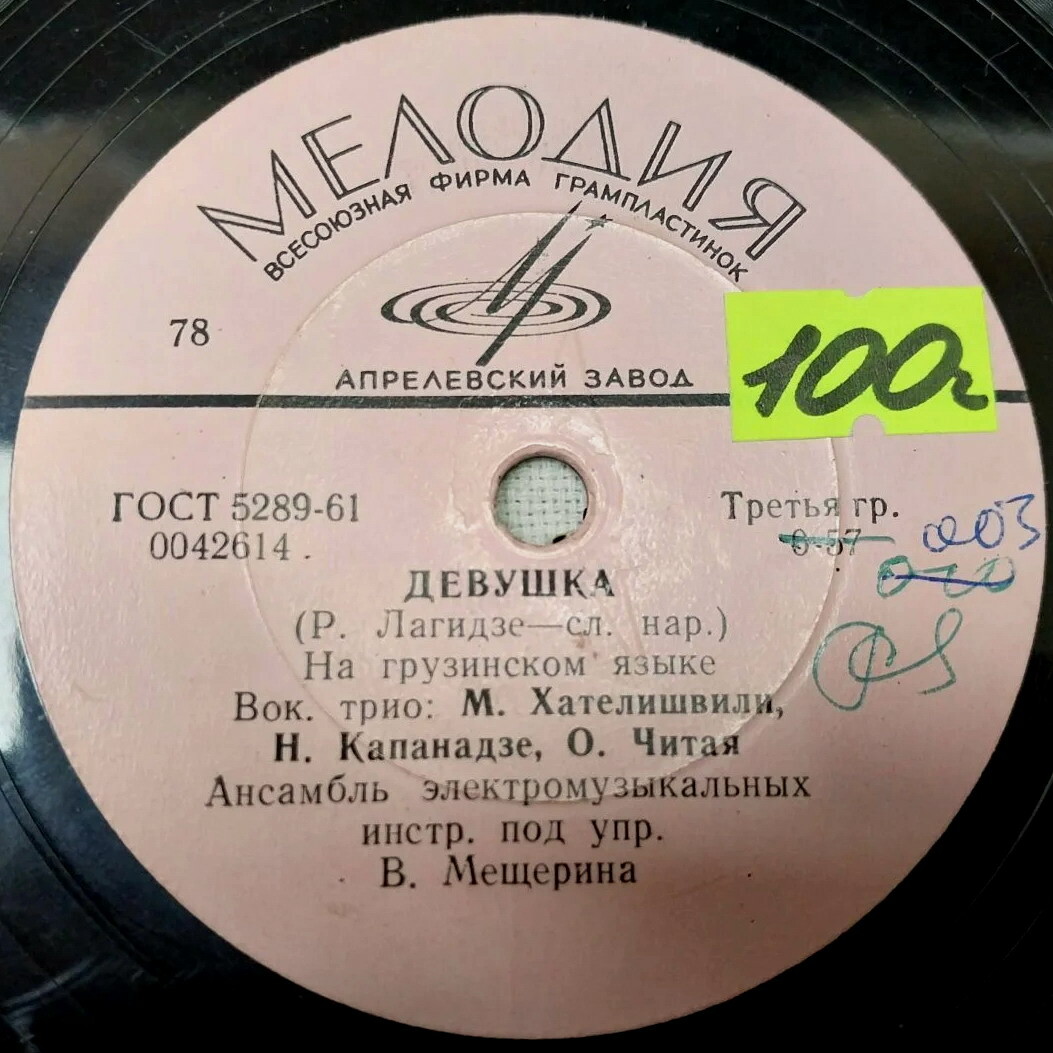 МЕЛОДИЯ
ВСЕСОЮЗНАЯ ФИРМА ГРАМПЛАСТИНОК
78
АПРЕЛЕВСКИЙ ЗАВОД
100
ГОСТ 5289-61
Третья гр.
0042614.
0-57
003
ДЕВУШКА
(Р. Лагидзе—сл. нар.)
На грузинском языке
Вок. трио: М. Хателишвили,
Н. Капанадзе, О. Читая
Ансамбль электромузыкальных
инстр. под упр.
В. Мещерина